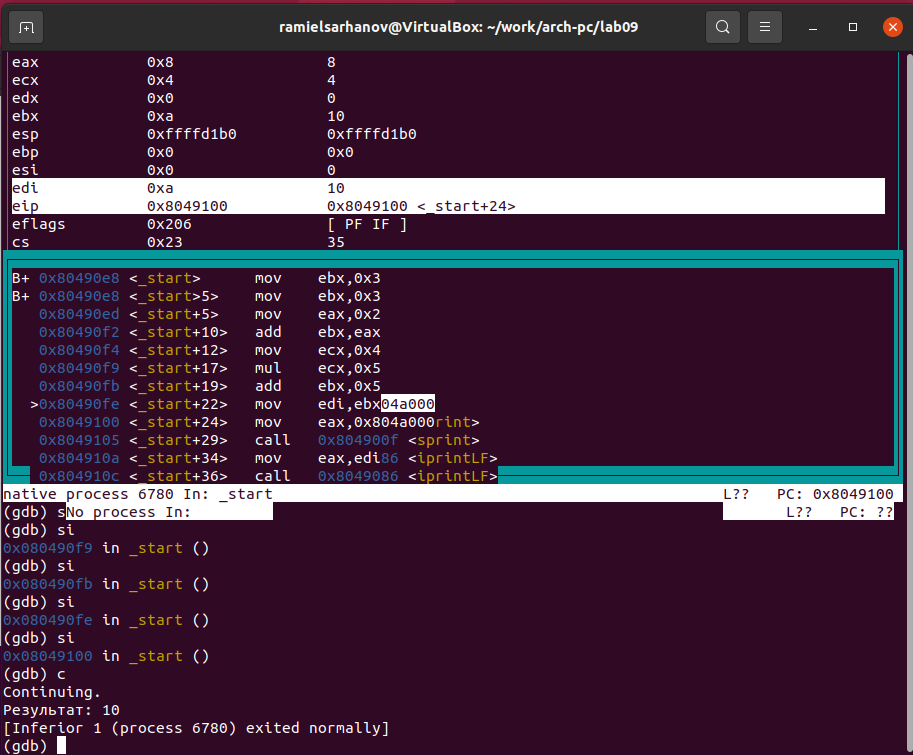 ramielsarhanov@VirtualBox: ~/work/arch-pc/lab09
eax 0x8 8
ecx 0x4 4
edx 0x0 0
ebx 0xa 10
esp 0xffffd1b0 0xffffd1b0
ebp 0x0 0x0
esi 0x0 0
edi 0xa 10
eip 0x8049100 0x8049100 <_start+24>
eflags 0x206 [ PF IF ]
cs 0x23 35
B+ 0x80490e8 <_start> mov ebx,0x3
B+ 0x80490e8 <_start>5> mov ebx,0x3
0x80490ed <_start+5> mov eax,0x2
0x80490f2 <_start+10> add ebx,eax
0x80490f4 <_start+12> mov ecx,0x4
0x80490f9 <_start+17> mul ecx,0x5
0x80490fb <_start+19> add ebx,0x5
>0x80490fe <_start+22> mov edi,ebx04a000
0x8049100 <_start+24> mov eax,0x804a000rint>
0x8049105 <_start+29> call 0x804900f <sprint>
0x804910a <_start+34> mov eax,edi86 <iprintLF>
0x804910c <_start+36> call 0x8049086 <iprintLF>
native process 6780 In: _start L?? PC: 0x8049100
(gdb) sNo process In: L?? PC: ??
(gdb) si
0x080490f9 in _start ()
(gdb) si
0x080490fb in _start ()
(gdb) si
0x080490fe in _start ()
(gdb) si
0x08049100 in _start ()
(gdb) c
Continuing.
Результат: 10
[Inferior 1 (process 6780) exited normally]
(gdb)